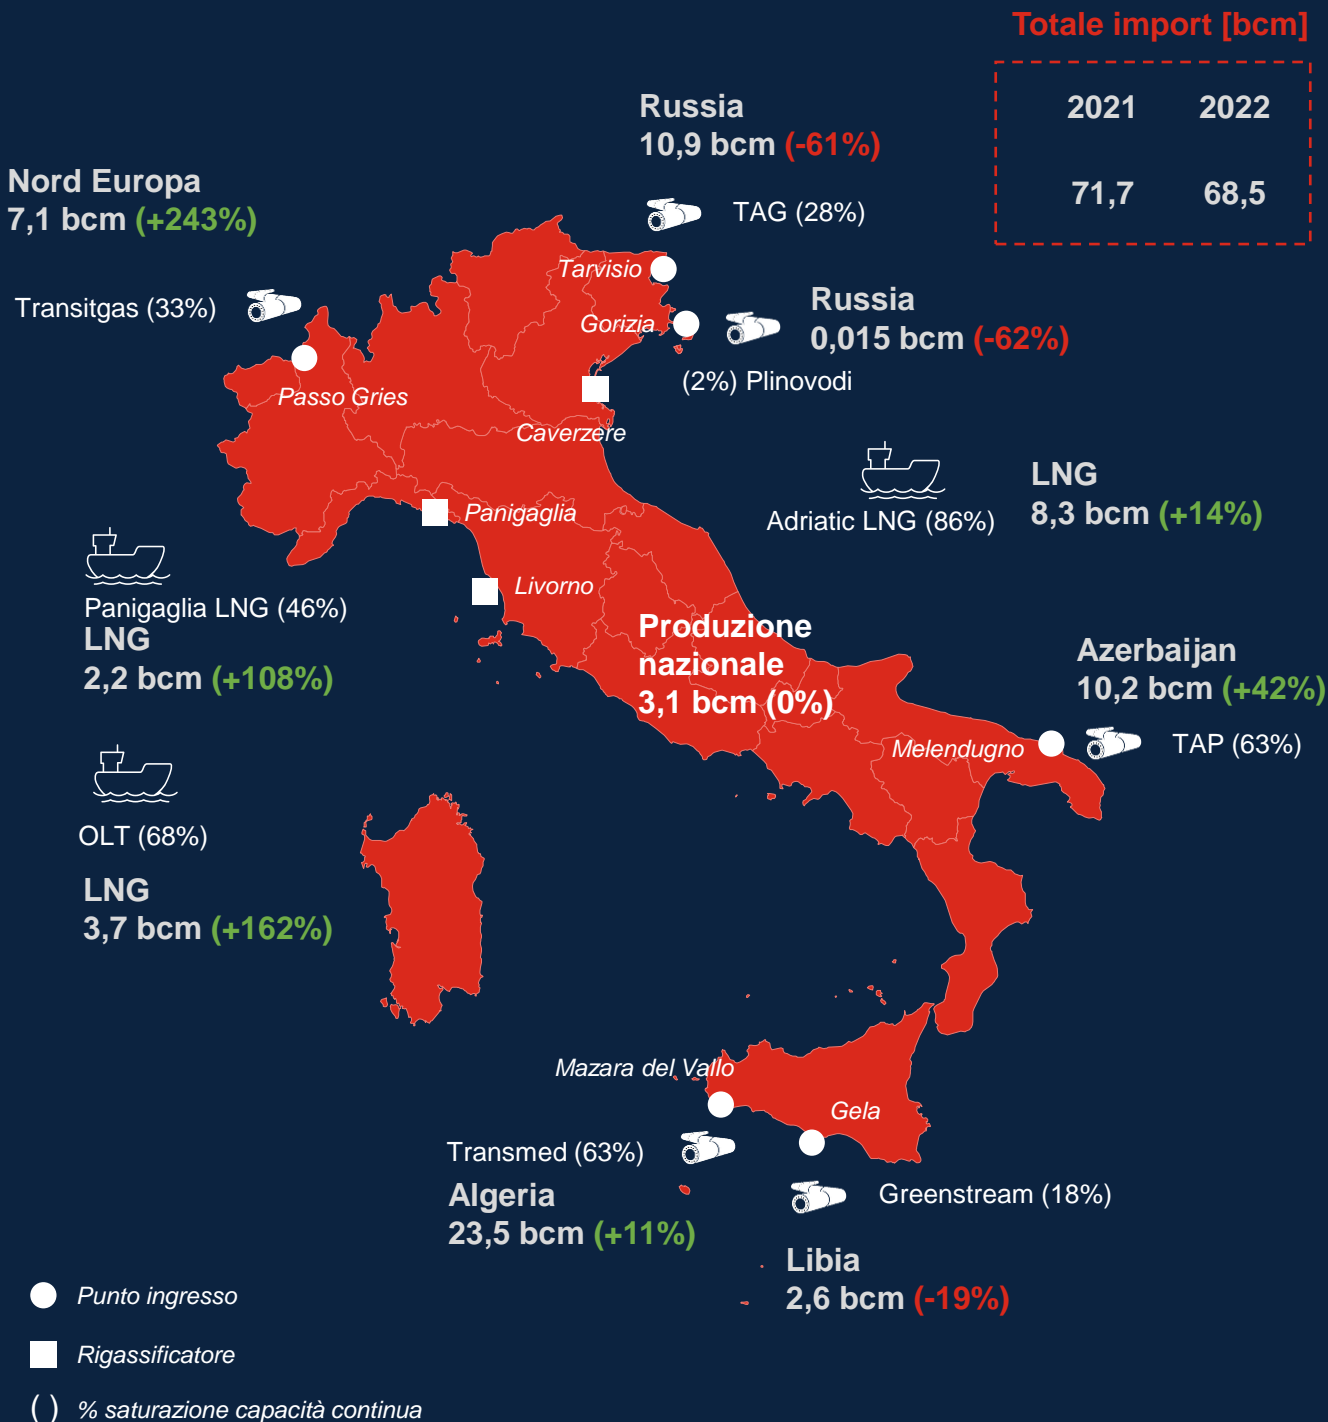 Totale import [bcm]
2021 2022
71,7 68,5
Russia
10,9 bcm (-61%)
TAG (28%)
Nord Europa
7,1 bcm (+243%)
Transitgas (33%)
Tarvisio
Gorizia
Russia
0,015 bcm (-62%)
(2%) Plinovodi
Passo Gries
Caverzere
LNG
8,3 bcm (+14%)
Adriatic LNG (86%)
Panigaglia
Livorno
Panigaglia LNG (46%)
LNG
2,2 bcm (+108%)
Produzione
nazionale
3,1 bcm (0%)
Azerbaijan
10,2 bcm (+42%)
Melendugno
TAP (63%)
OLT (68%)
LNG
3,7 bcm (+162%)
Mazara del Vallo
Gela
Transmed (63%)
Algeria
23,5 bcm (+11%)
Greenstream (18%)
Libia
2,6 bcm (-19%)
Punto ingresso
Rigassificatore
( ) % saturazione capacità continua